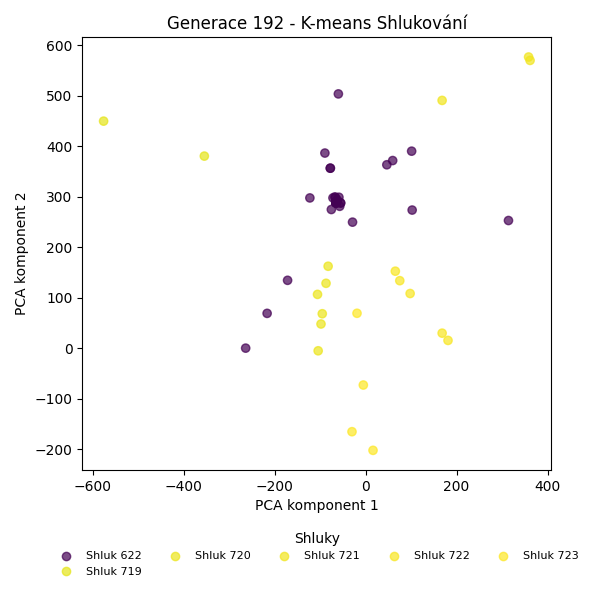 Generace 192 - K-means Shlukování
600
500
400
300
200
100
0
−100
−200
PCA komponent 2
−600 −400 −200 0 200 400
PCA komponent 1
Shluky
Shluk 622 Shluk 720 Shluk 721 Shluk 722 Shluk 723
Shluk 719